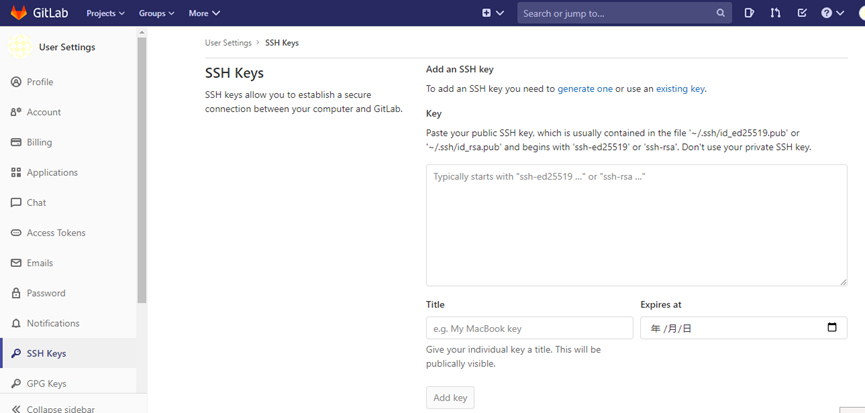 GitLab
Projects
Groups
More
Search or jump to...
User Settings
Profile
Account
Billing
Applications
Chat
Access Tokens
Emails
Password
Notifications
SSH Keys
GPG Keys
Collapse sidebar
User Settings > SSH Keys
SSH Keys
SSH keys allow you to establish a secure
connection between your computer and GitLab.
Add an SSH key
To add an SSH key you need to generate one or use an existing key.
Key
Paste your public SSH key, which is usually contained in the file '~/.ssh/id_ed25519.pub' or
'~/.ssh/id_rsa.pub' and begins with 'ssh-ed25519' or 'ssh-rsa'. Don't use your private SSH key.
Typically starts with "ssh-ed25519 ..." or "ssh-rsa ..."
Title
e.g. My MacBook key
Give your individual key a title. This will be
publically visible.
Expires at
年 /月/日
Add key